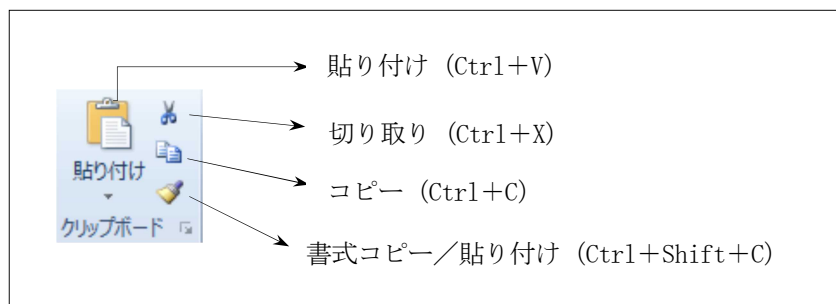 貼り付け (Ctrl＋V)
切り取り (Ctrl＋X)
貼り付け
コピー (Ctrl＋C)
クリップボード
書式コピー／貼り付け (Ctrl＋Shift＋C)